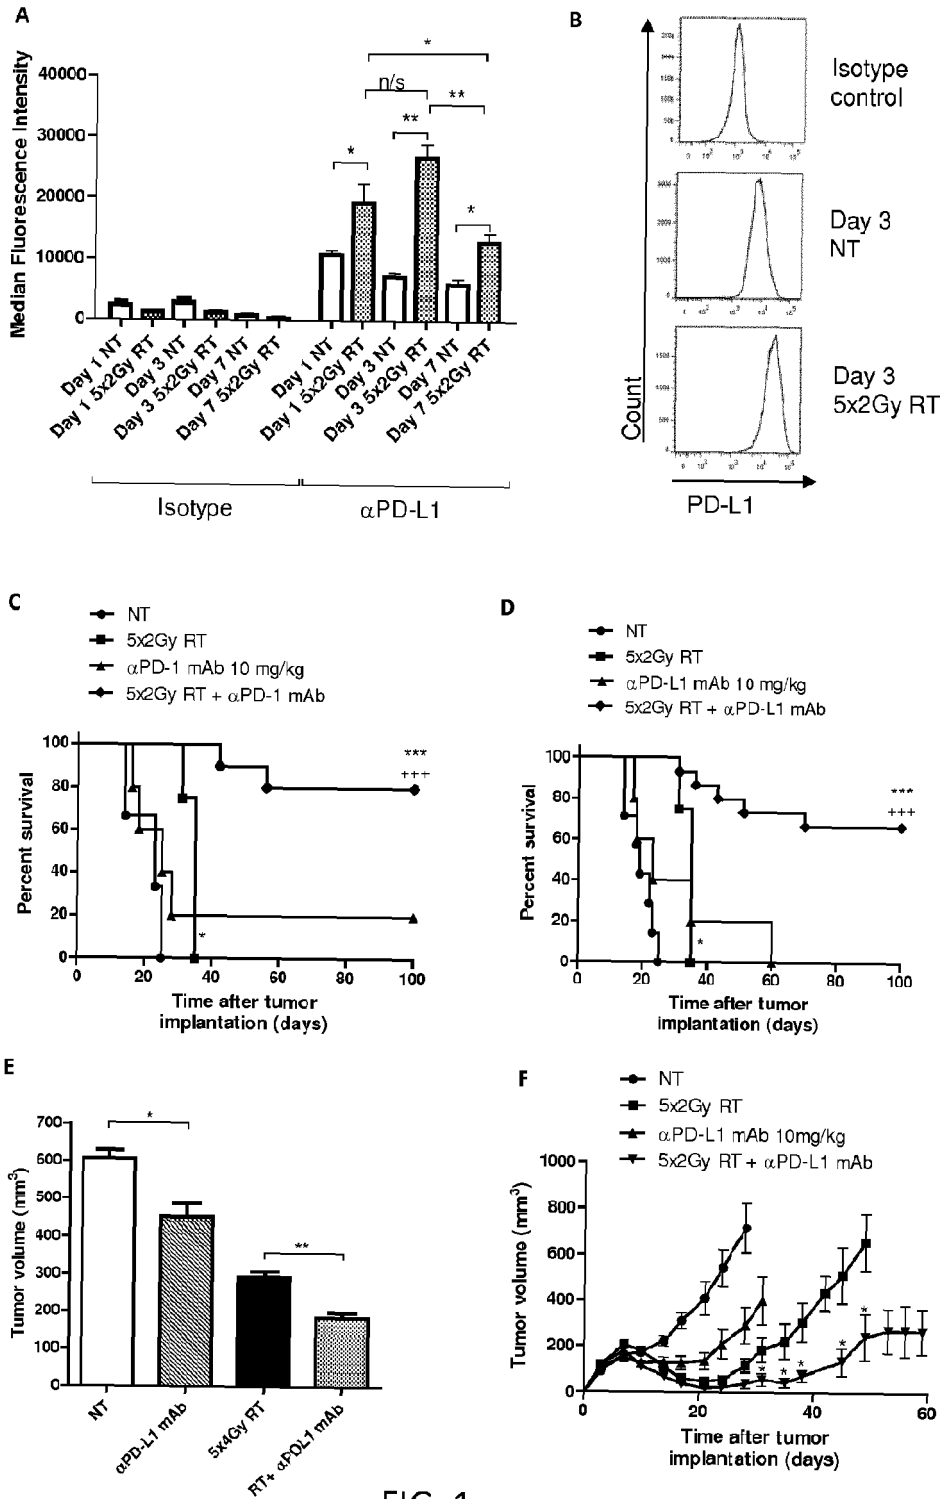 A
Median Fluorescence Intensity
40000
30000
20000
10000
0
*
n/s
**
**
*
*
Day 1 NT
Day 1 5x2Gy RT
Day 3 NT
Day 3 5x2Gy RT
Day 7 NT
Day 7 5x2Gy RT
Day 1 NT
Day 1 5x2Gy RT
Day 3 NT
Day 3 5x2Gy RT
Day 7 NT
Day 7 5x2Gy RT
Isotype
αPD-L1
B
Isotype
control
Day 3
NT
Day 3
5x2Gy RT
Count
PD-L1
C
NT
5x2Gy RT
αPD-1 mAb 10 mg/kg
5x2Gy RT + αPD-1 mAb
Percent survival
100
80
60
40
20
0
***
+++
*
0 20 40 60 80 100
Time after tumor
implantation (days)
D
NT
5x2Gy RT
αPD-L1 mAb 10 mg/kg
5x2Gy RT + αPD-L1 mAb
Percent survival
100
80
60
40
20
0
***
+++
*
0 20 40 60 80 100
Time after tumor
implantation (days)
E
Tumor volume (mm³)
700
600
500
400
300
200
100
0
*
**
NT
αPD-L1 mAb
5x4Gy RT
RT+ αPDL1 mAb
F
NT
5x2Gy RT
αPD-L1 mAb 10mg/kg
5x2Gy RT + αPD-L1 mAb
Tumor volume (mm³)
1000
800
600
400
200
0
* * * * *
0 20 40 60
Time after tumor
implantation (days)